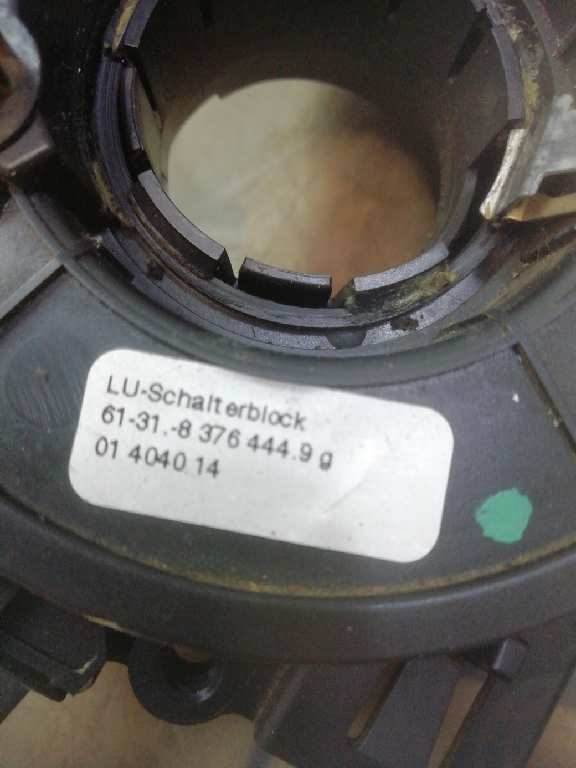 LU-Schalterblock
61-31.-8 376 444.9 g
01 4040 14